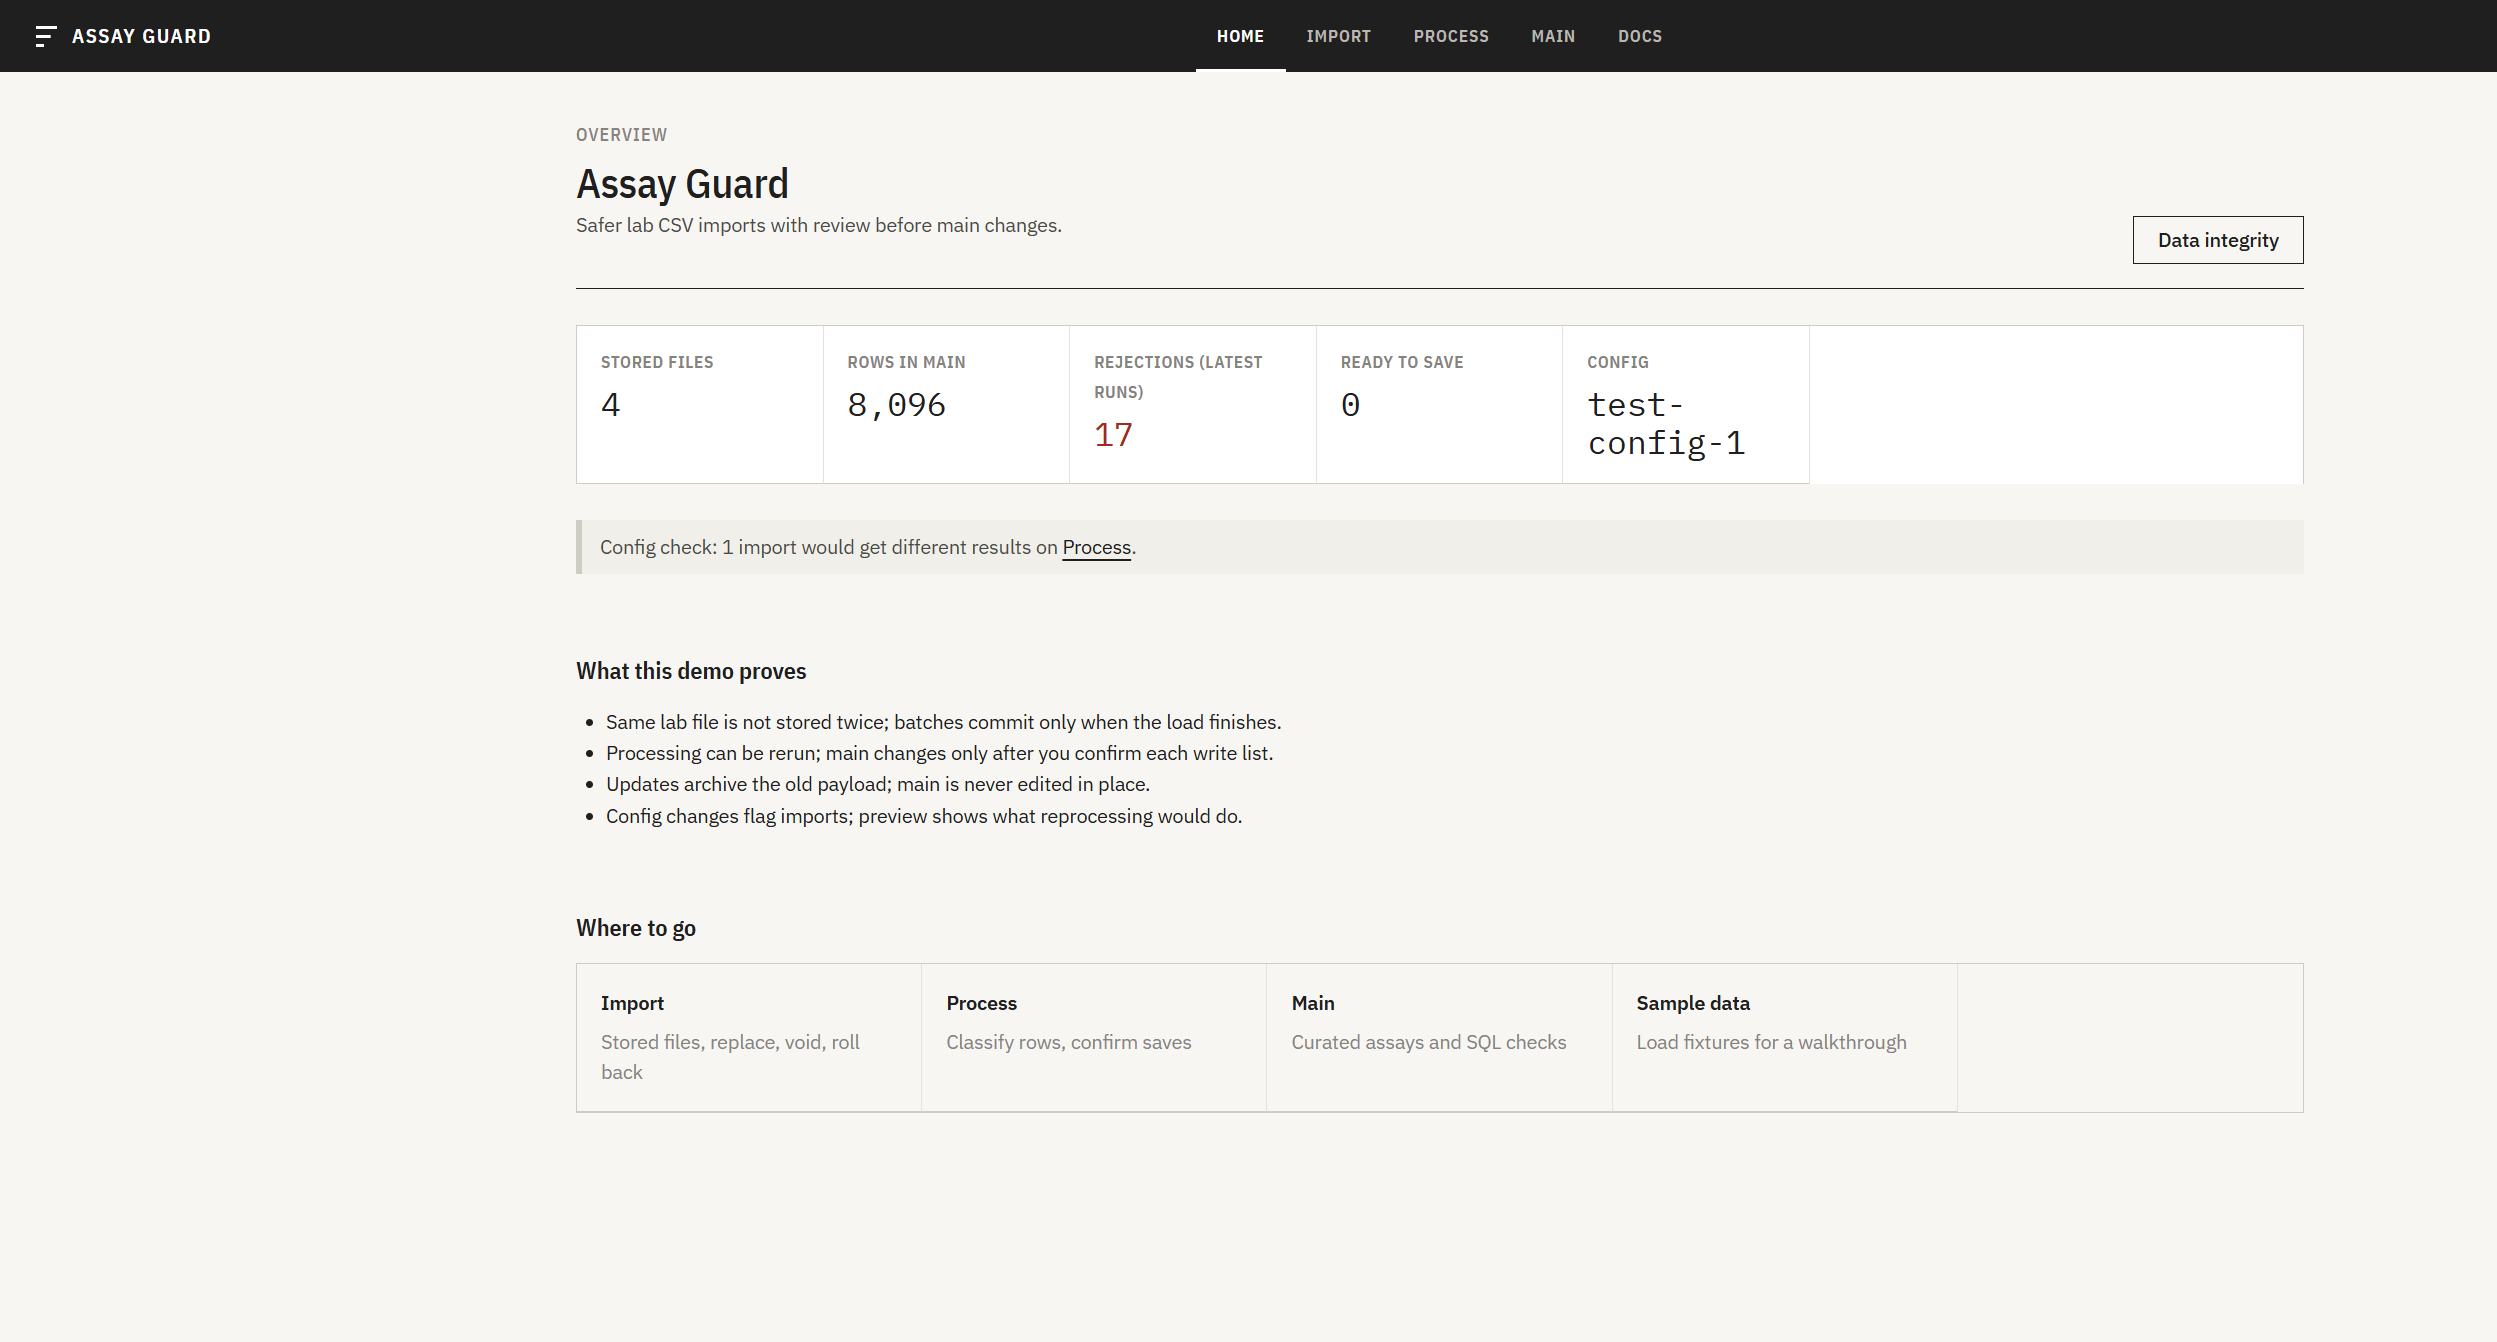 ASSAY GUARD
HOME IMPORT PROCESS MAIN DOCS
OVERVIEW
Assay Guard
Safer lab CSV imports with review before main changes.
Data integrity
STORED FILES
4
ROWS IN MAIN
8,096
REJECTIONS (LATEST
RUNS)
17
READY TO SAVE
0
CONFIG
test-
config-1
Config check: 1 import would get different results on Process.
What this demo proves
Same lab file is not stored twice; batches commit only when the load finishes.
Processing can be rerun; main changes only after you confirm each write list.
Updates archive the old payload; main is never edited in place.
Config changes flag imports; preview shows what reprocessing would do.
Where to go
Import
Stored files, replace, void, roll
back
Process
Classify rows, confirm saves
Main
Curated assays and SQL checks
Sample data
Load fixtures for a walkthrough